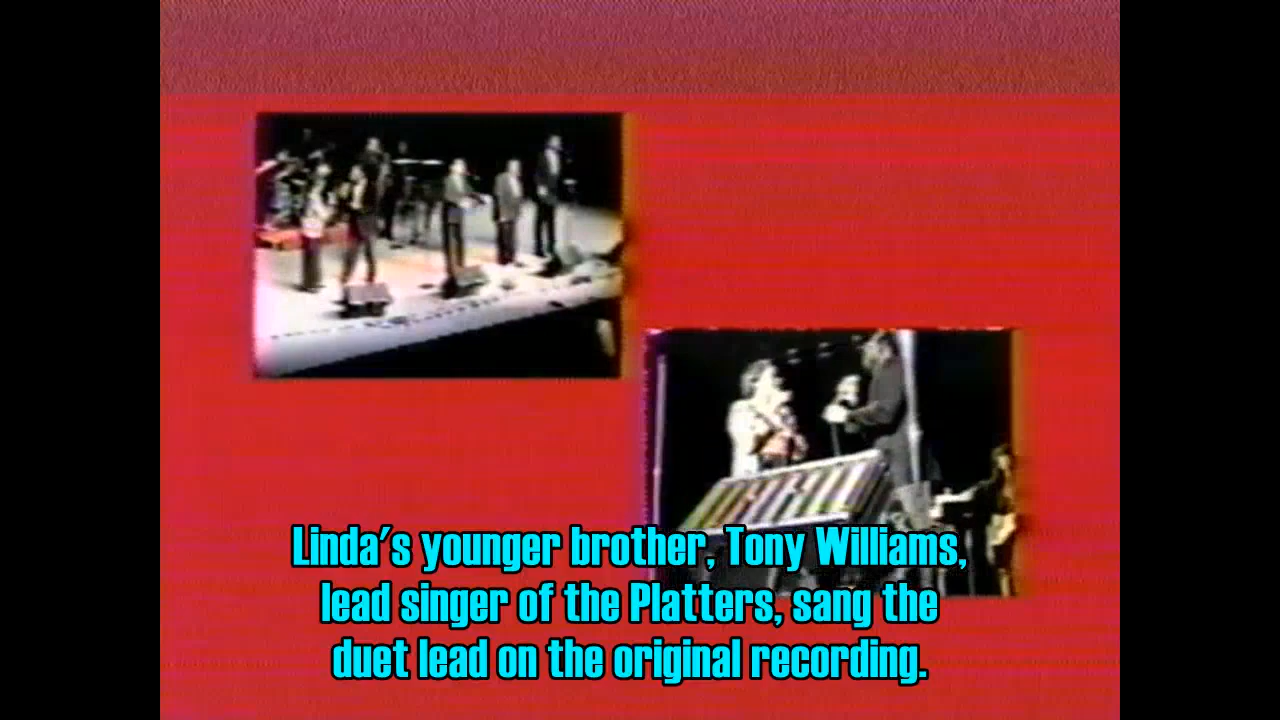 Linda's younger brother, Tony Williams,
lead singer of the Platters, sang the
duet lead on the original recording.